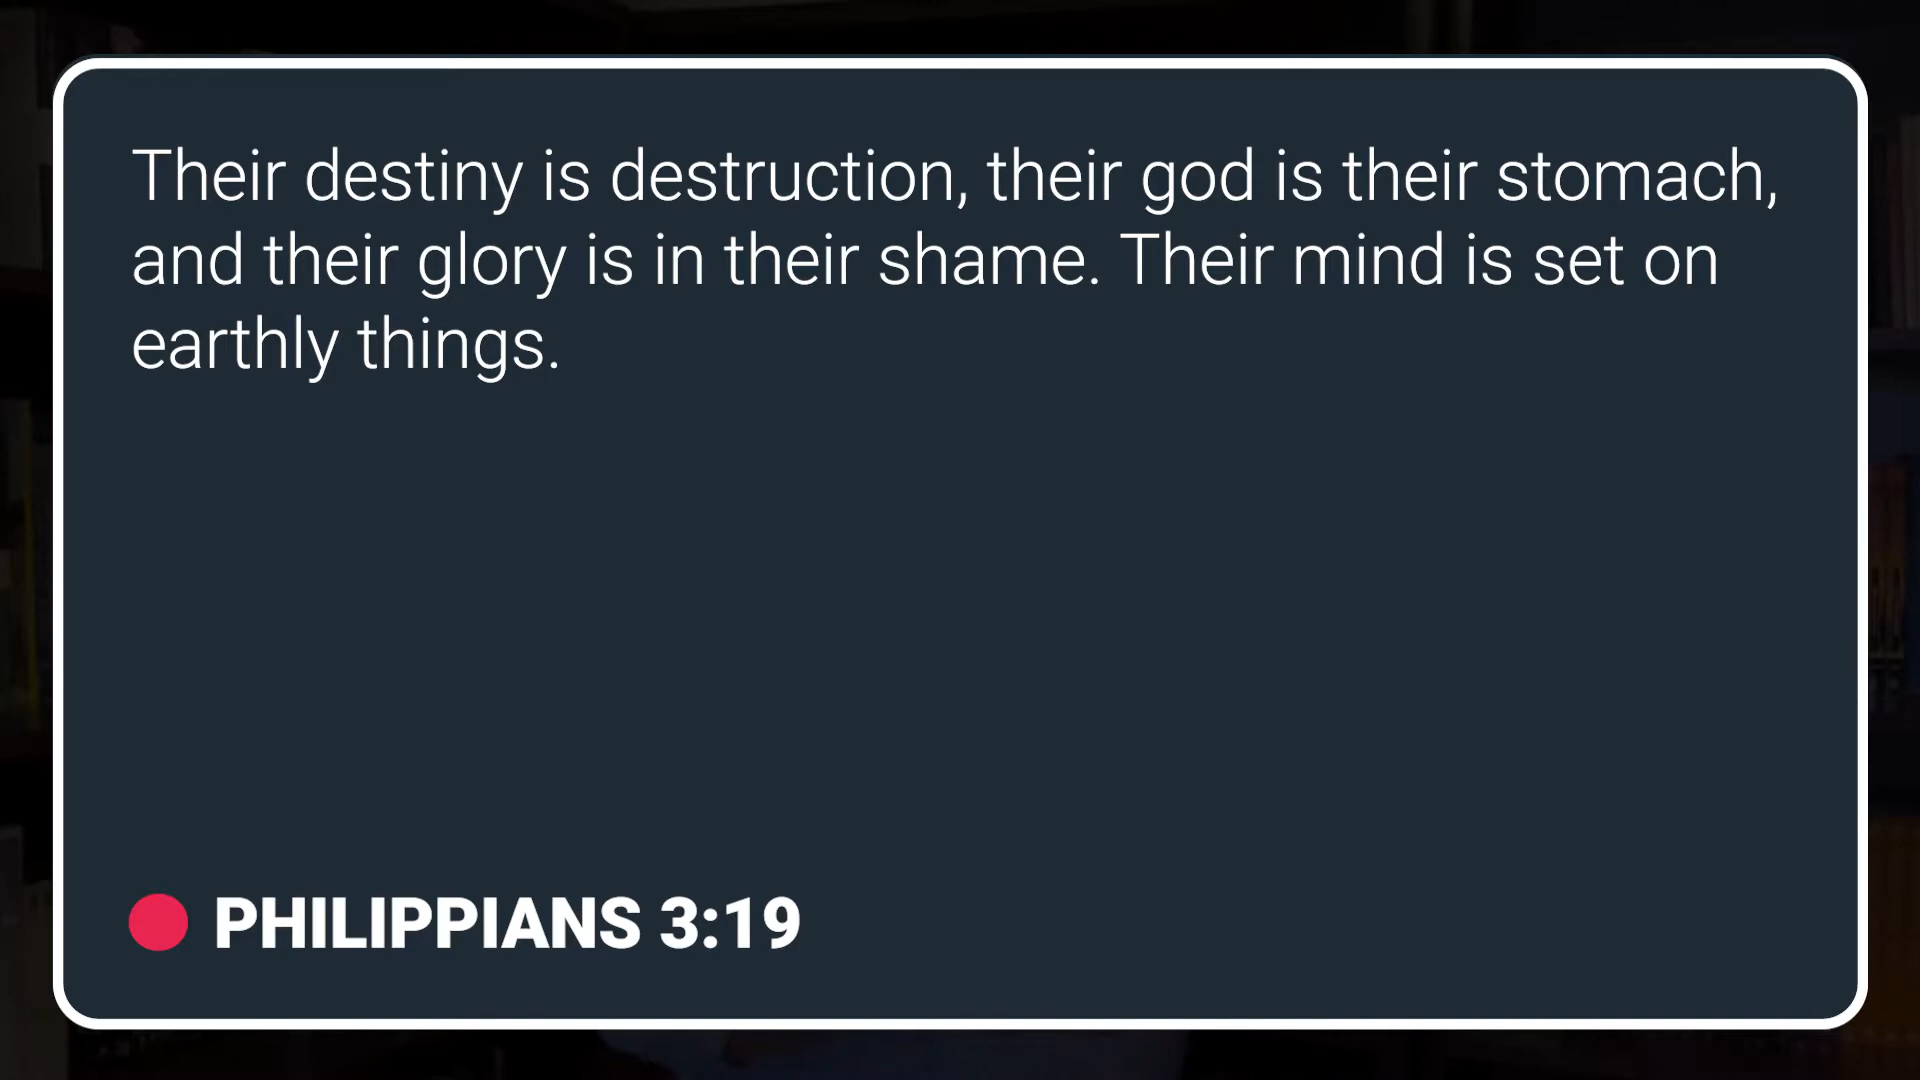 Their destiny is destruction, their god is their stomach,
and their glory is in their shame. Their mind is set on
earthly things.
PHILIPPIANS 3:19